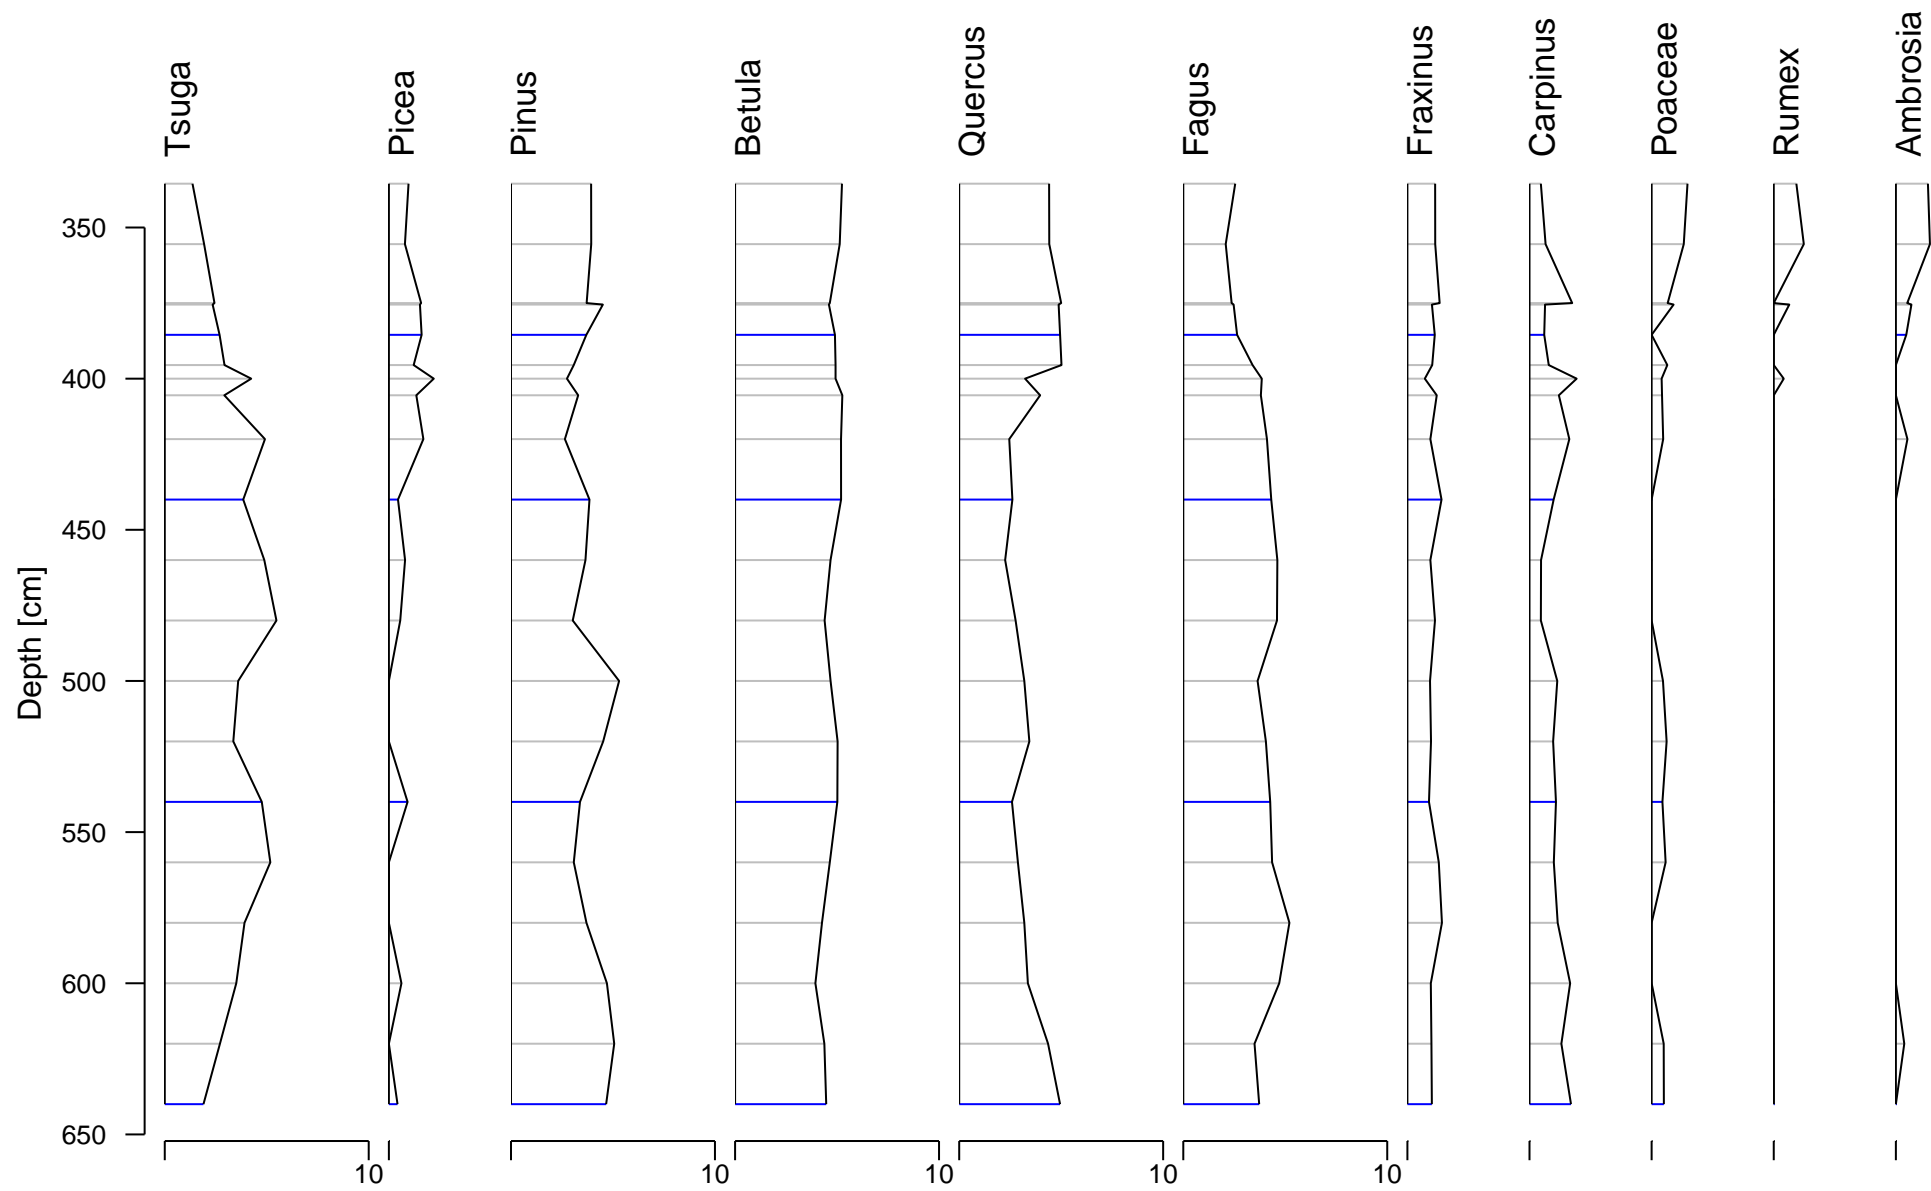 Tsuga
Picea
Pinus
Betula
Quercus
Fagus
Fraxinus
Carpinus
Poaceae
Rumex
Ambrosia
Depth [cm]
350
400
450
500
550
600
650
10
10
10
10
10